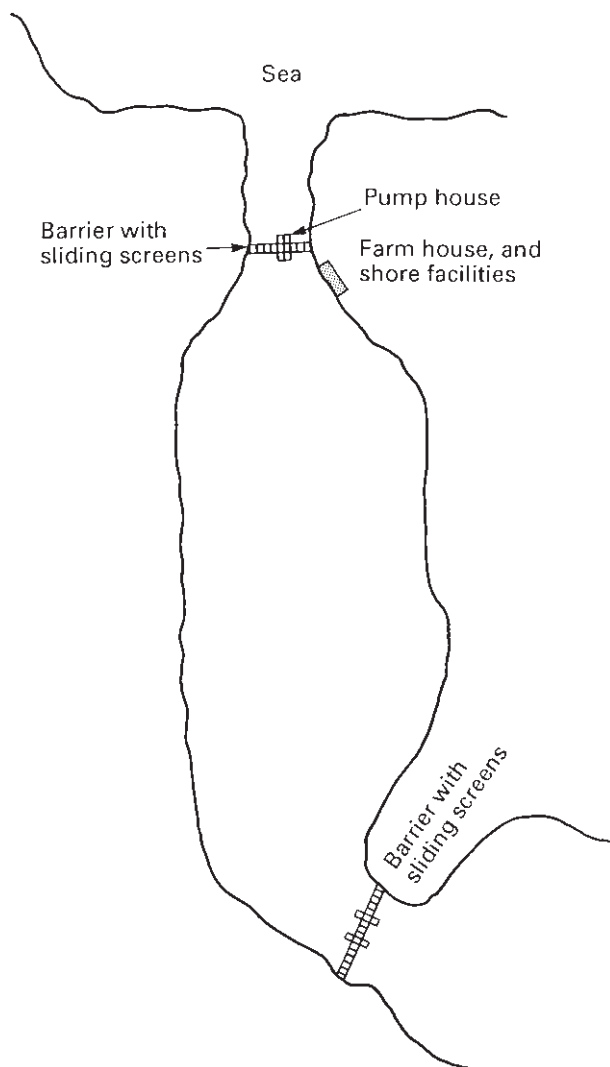 Sea
Pump house
Barrier with
sliding screens
Farm house, and
shore facilities
Barrier with
sliding screens